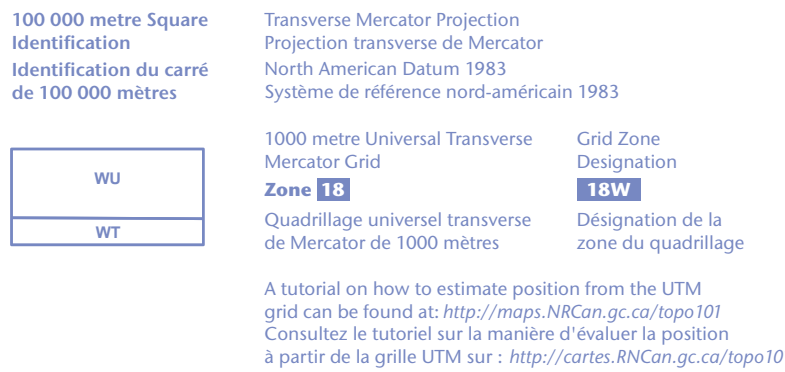 100 000 metre Square
Identification
Identification du carré
de 100 000 mètres
WU
WT
Transverse Mercator Projection
Projection transverse de Mercator
North American Datum 1983
Système de référence nord-américain 1983
1000 metre Universal Transverse
Mercator Grid
Zone 18
Quadrillage universel transverse
de Mercator de 1000 mètres
Grid Zone
Designation
18W
Désignation de la
zone du quadrillage
A tutorial on how to estimate position from the UTM
grid can be found at: http://maps.NRCan.gc.ca/topo101
Consultez le tutoriel sur la manière d'évaluer la position
à partir de la grille UTM sur : http://cartes.RNCan.gc.ca/topo10